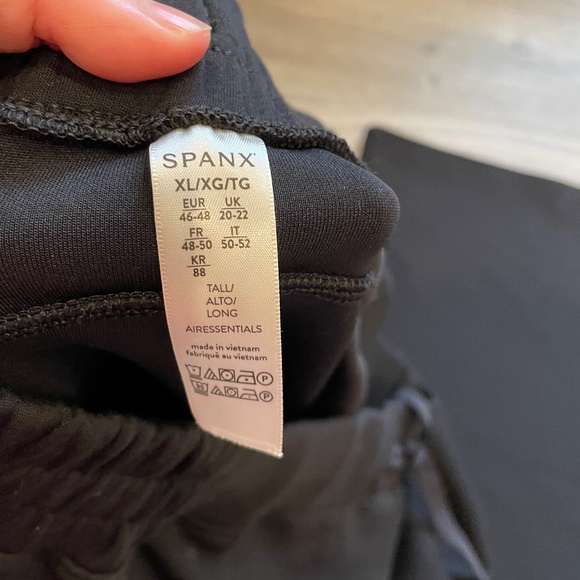 SPANX
XL/XG/TG
EUR UK
46-48 20-22
FR IT
48-50 50-52
KR
88
TALL/
ALTO/
LONG
AIRESSENTIALS
made in vietnam
fabriqué au vietnam